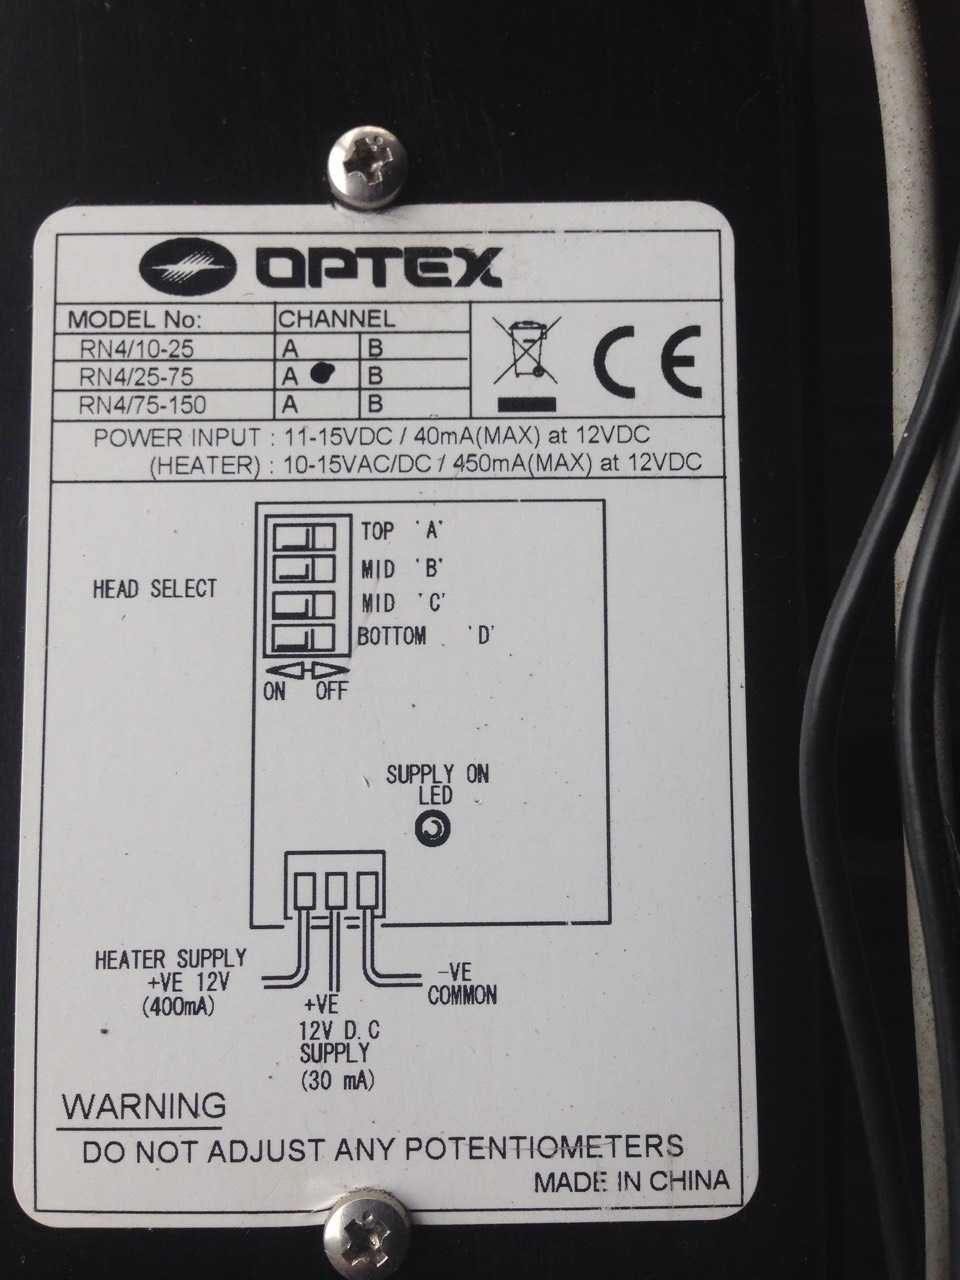 OPTEX
MODEL No: CHANNEL
RN4/10-25 A B
RN4/25-75 A B
RN4/75-150 A B
CE
POWER INPUT : 11-15VDC / 40mA(MAX) at 12VDC
(HEATER) : 10-15VAC/DC / 450mA(MAX) at 12VDC
HEAD SELECT
TOP 'A'
MID 'B'
MID 'C'
BOTTOM 'D'
ON OFF
SUPPLY ON
LED
HEATER SUPPLY
+VE 12V
(400mA)
+VE
12V D.C
SUPPLY
(30 mA)
-VE
COMMON
WARNING
DO NOT ADJUST ANY POTENTIOMETERS
MADE IN CHINA